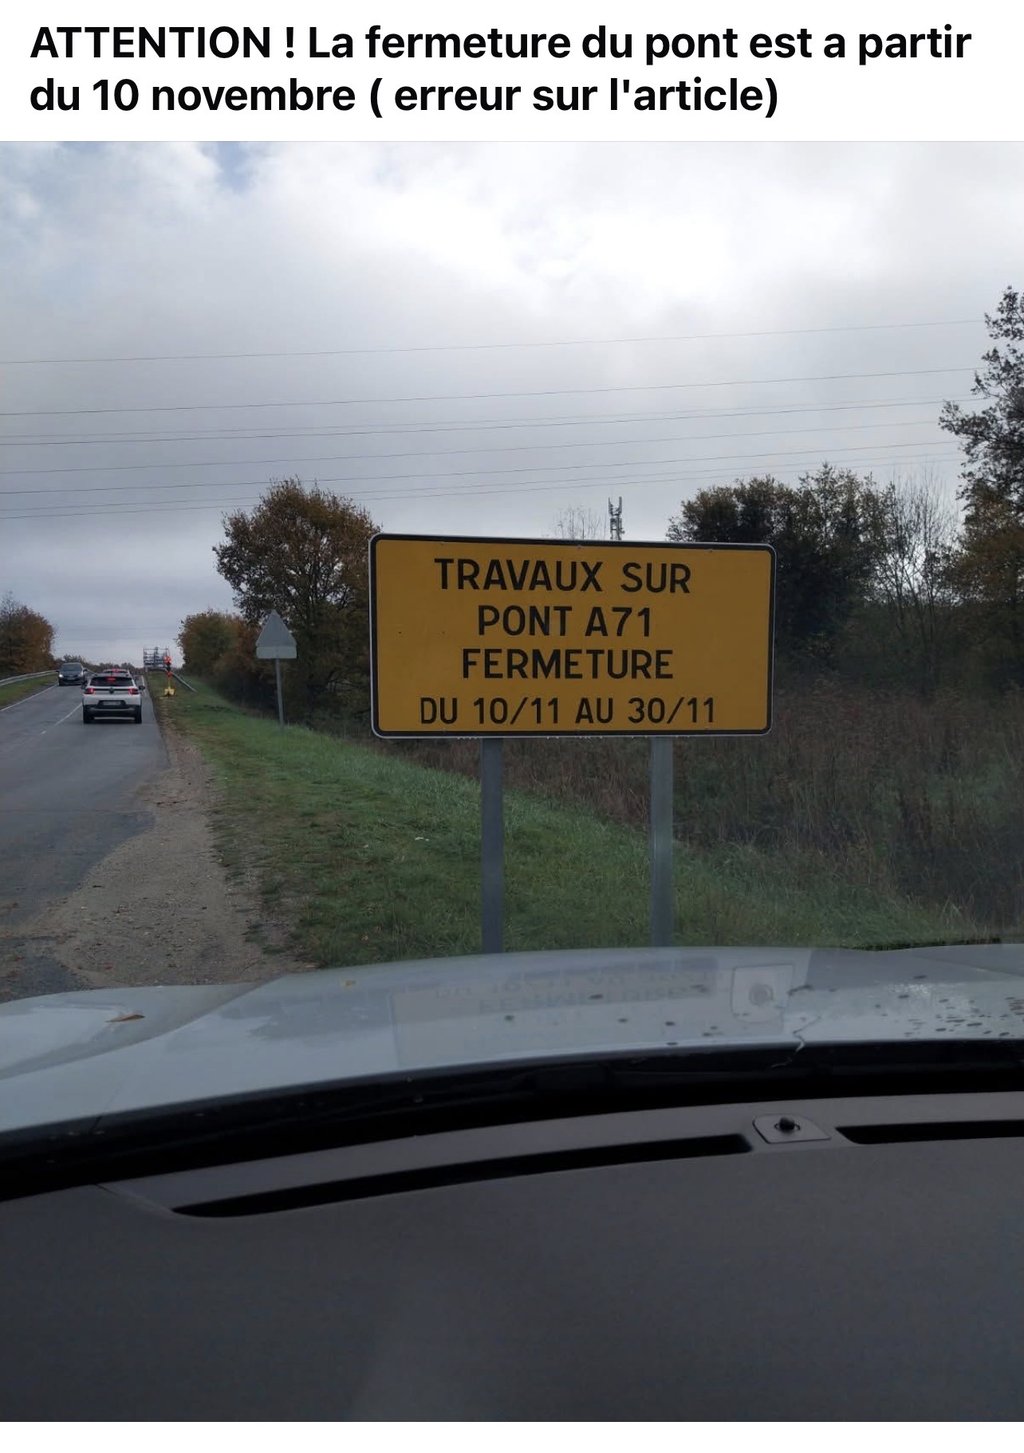 ATTENTION ! La fermeture du pont est a partir
du 10 novembre ( erreur sur l'article)
TRAVAUX SUR
PONT A71
FERMETURE
DU 10/11 AU 30/11